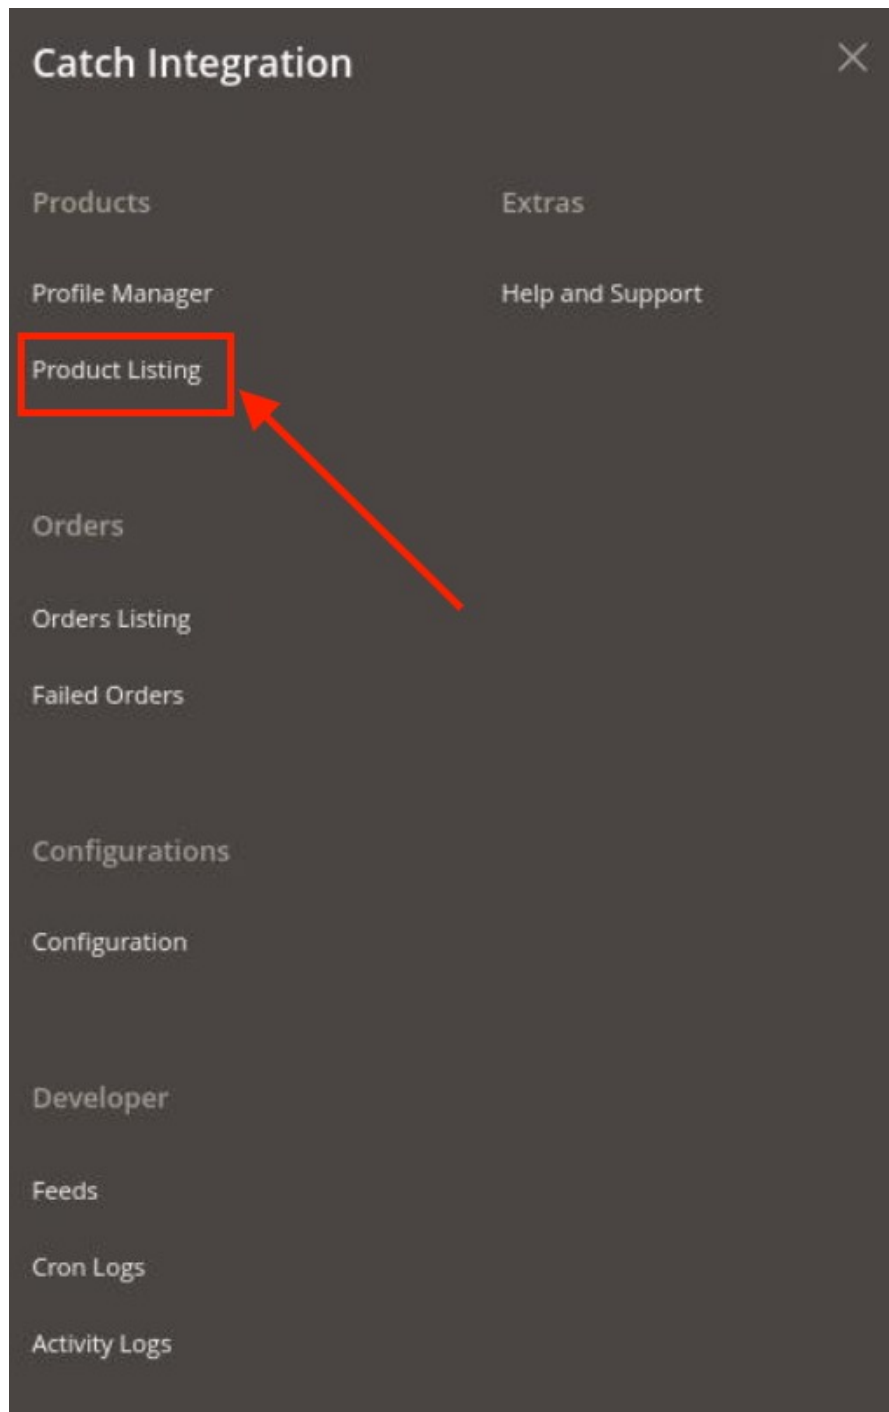 Catch Integration
Products
Profile Manager
Product Listing
Extras
Help and Support
Orders
Orders Listing
Failed Orders
Configurations
Configuration
Developer
Feeds
Cron Logs
Activity Logs